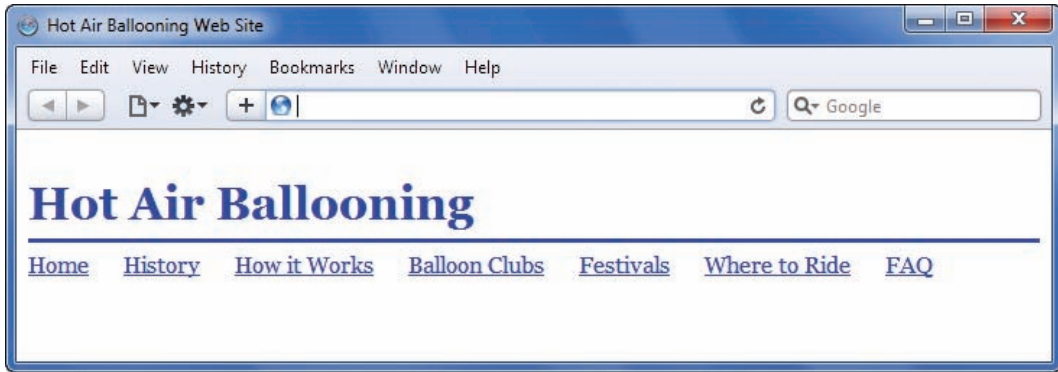 Hot Air Ballooning Web Site
File Edit View History Bookmarks Window Help
Google
Hot Air Ballooning
Home History How it Works Balloon Clubs Festivals Where to Ride FAQ